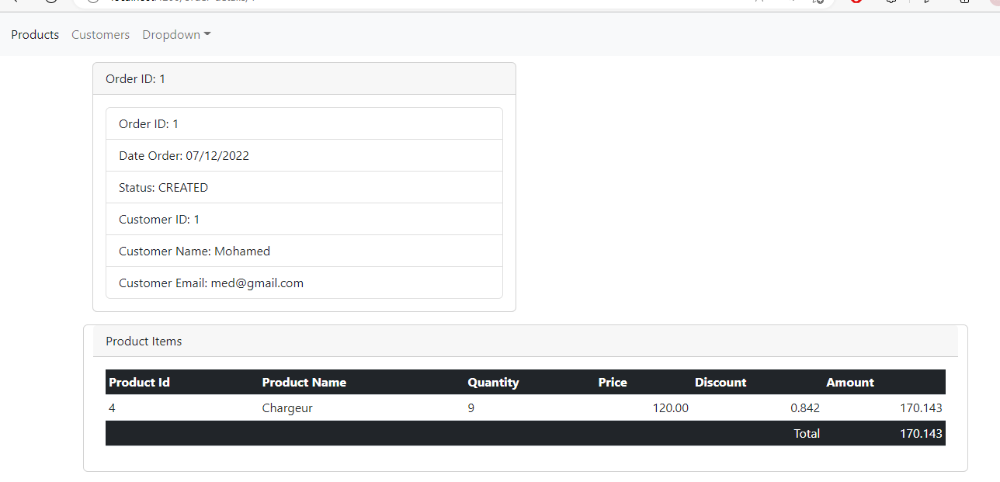 Products Customers Dropdown
Order ID: 1
Order ID: 1
Date Order: 07/12/2022
Status: CREATED
Customer ID: 1
Customer Name: Mohamed
Customer Email: med@gmail.com
Product Items
Product Id Product Name Quantity Price Discount Amount
4 Chargeur 9 120.00 0.842 170.143
Total 170.143